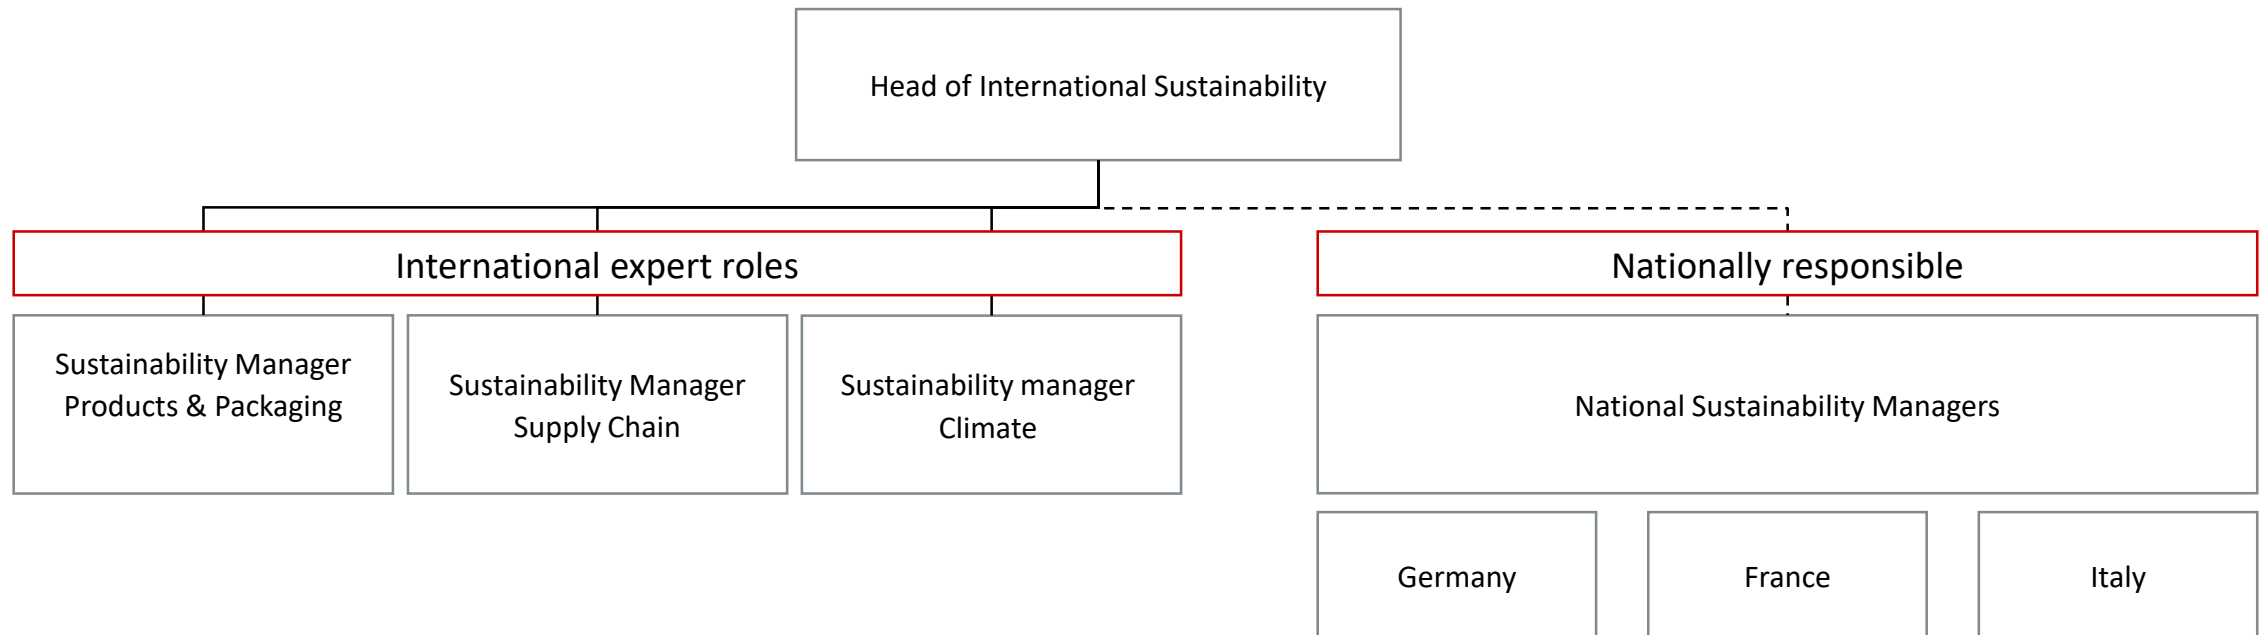 Head of International Sustainability
International expert roles
Nationally responsible
Sustainability Manager
Products & Packaging
Sustainability Manager
Supply Chain
Sustainability manager
Climate
National Sustainability Managers
Germany
France
Italy